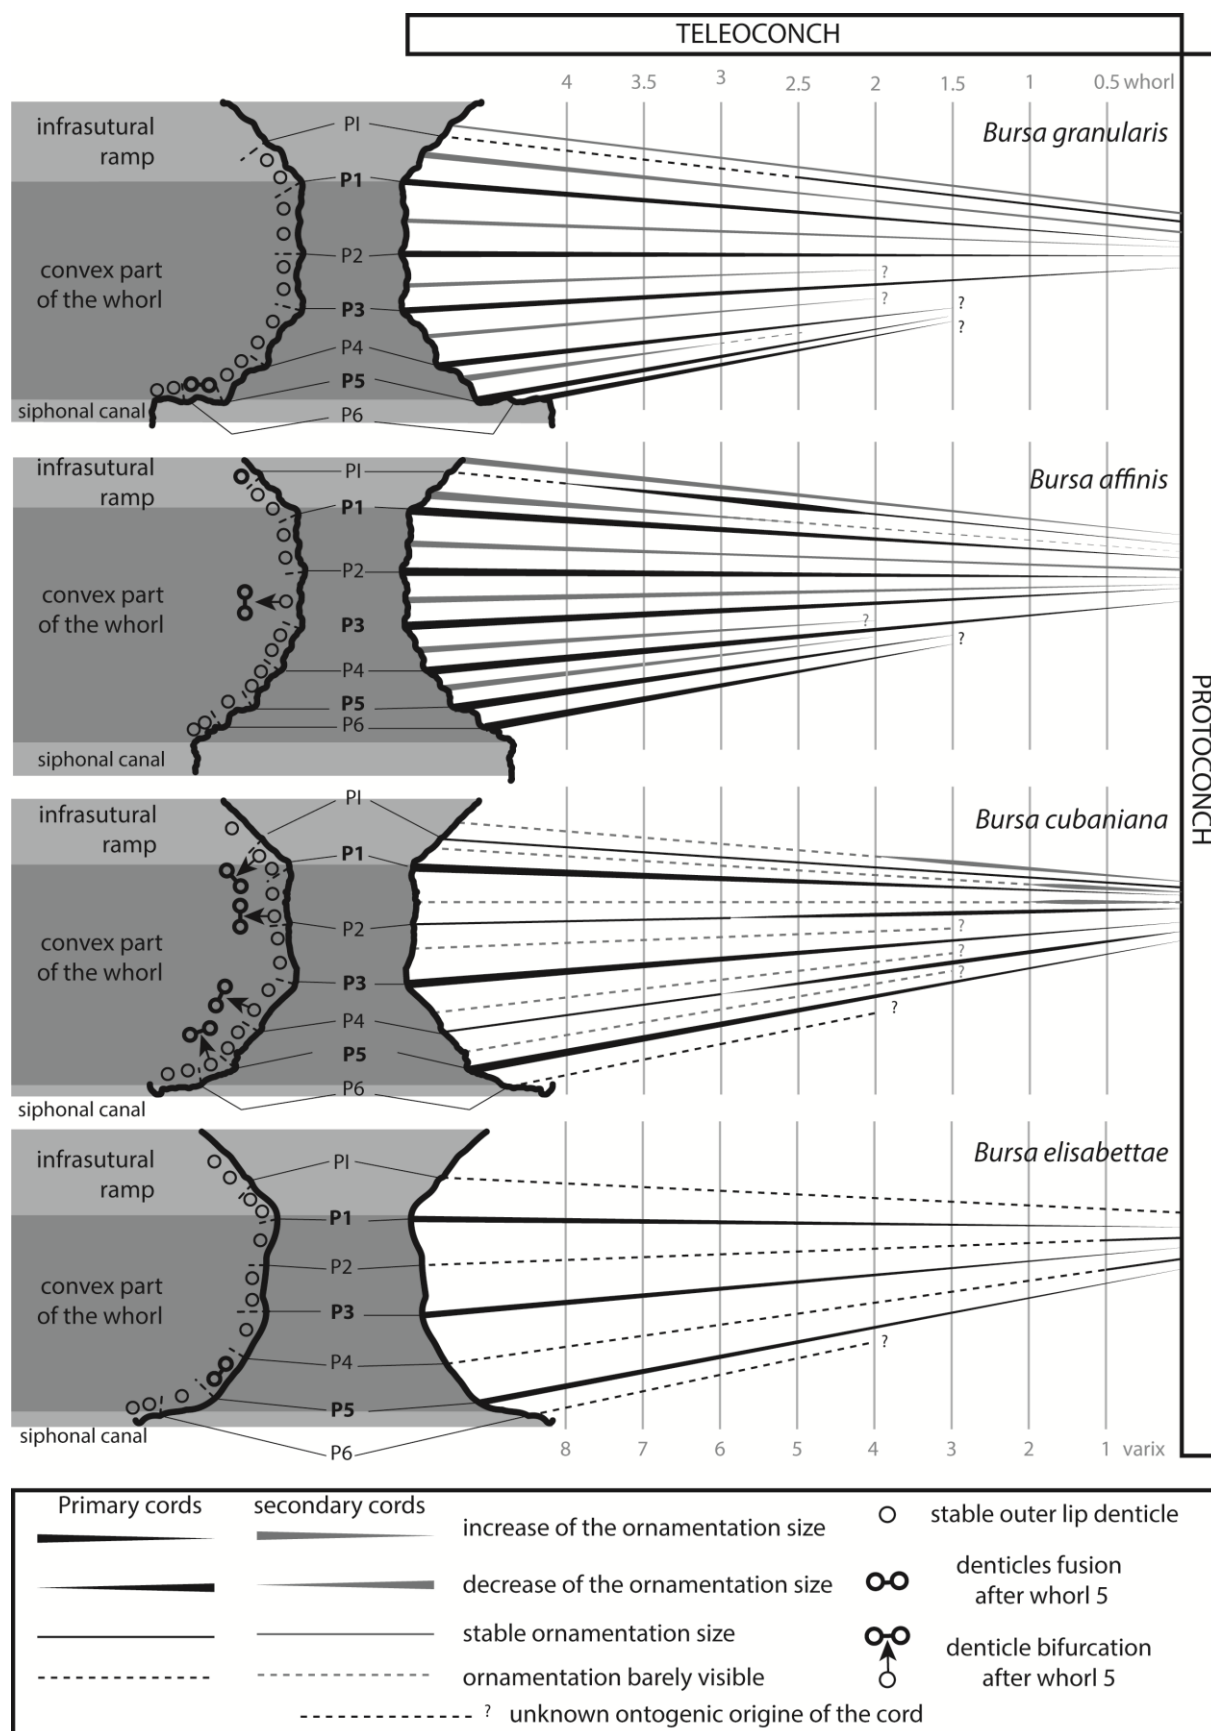 TELEOCONCH
4 3.5 3 2.5 2 1.5 1 0.5 whorl
infrasutural
ramp
PI
Bursa granularis
P1
convex part
of the whorl
P2
?
?
P3
?
?
P4
P5
siphonal canal
P6
infrasutural
ramp
PI
Bursa affinis
P1
convex part
of the whorl
P2
P3
?
?
P4
P5
P6
siphonal canal
PROTOCONCH
infrasutural
ramp
PI
Bursa cubaniana
P1
convex part
of the whorl
P2
?
?
?
P3
?
P4
P5
siphonal canal
P6
infrasutural
ramp
PI
Bursa elisabettae
P1
convex part
of the whorl
P2
P3
?
P4
P5
siphonal canal
P6
8 7 6 5 4 3 2 1 varix
Primary cords secondary cords
increase of the ornamentation size
decrease of the ornamentation size
stable ornamentation size
ornamentation barely visible
? unknown ontogenic origine of the cord
stable outer lip denticle
denticles fusion
after whorl 5
denticle bifurcation
after whorl 5